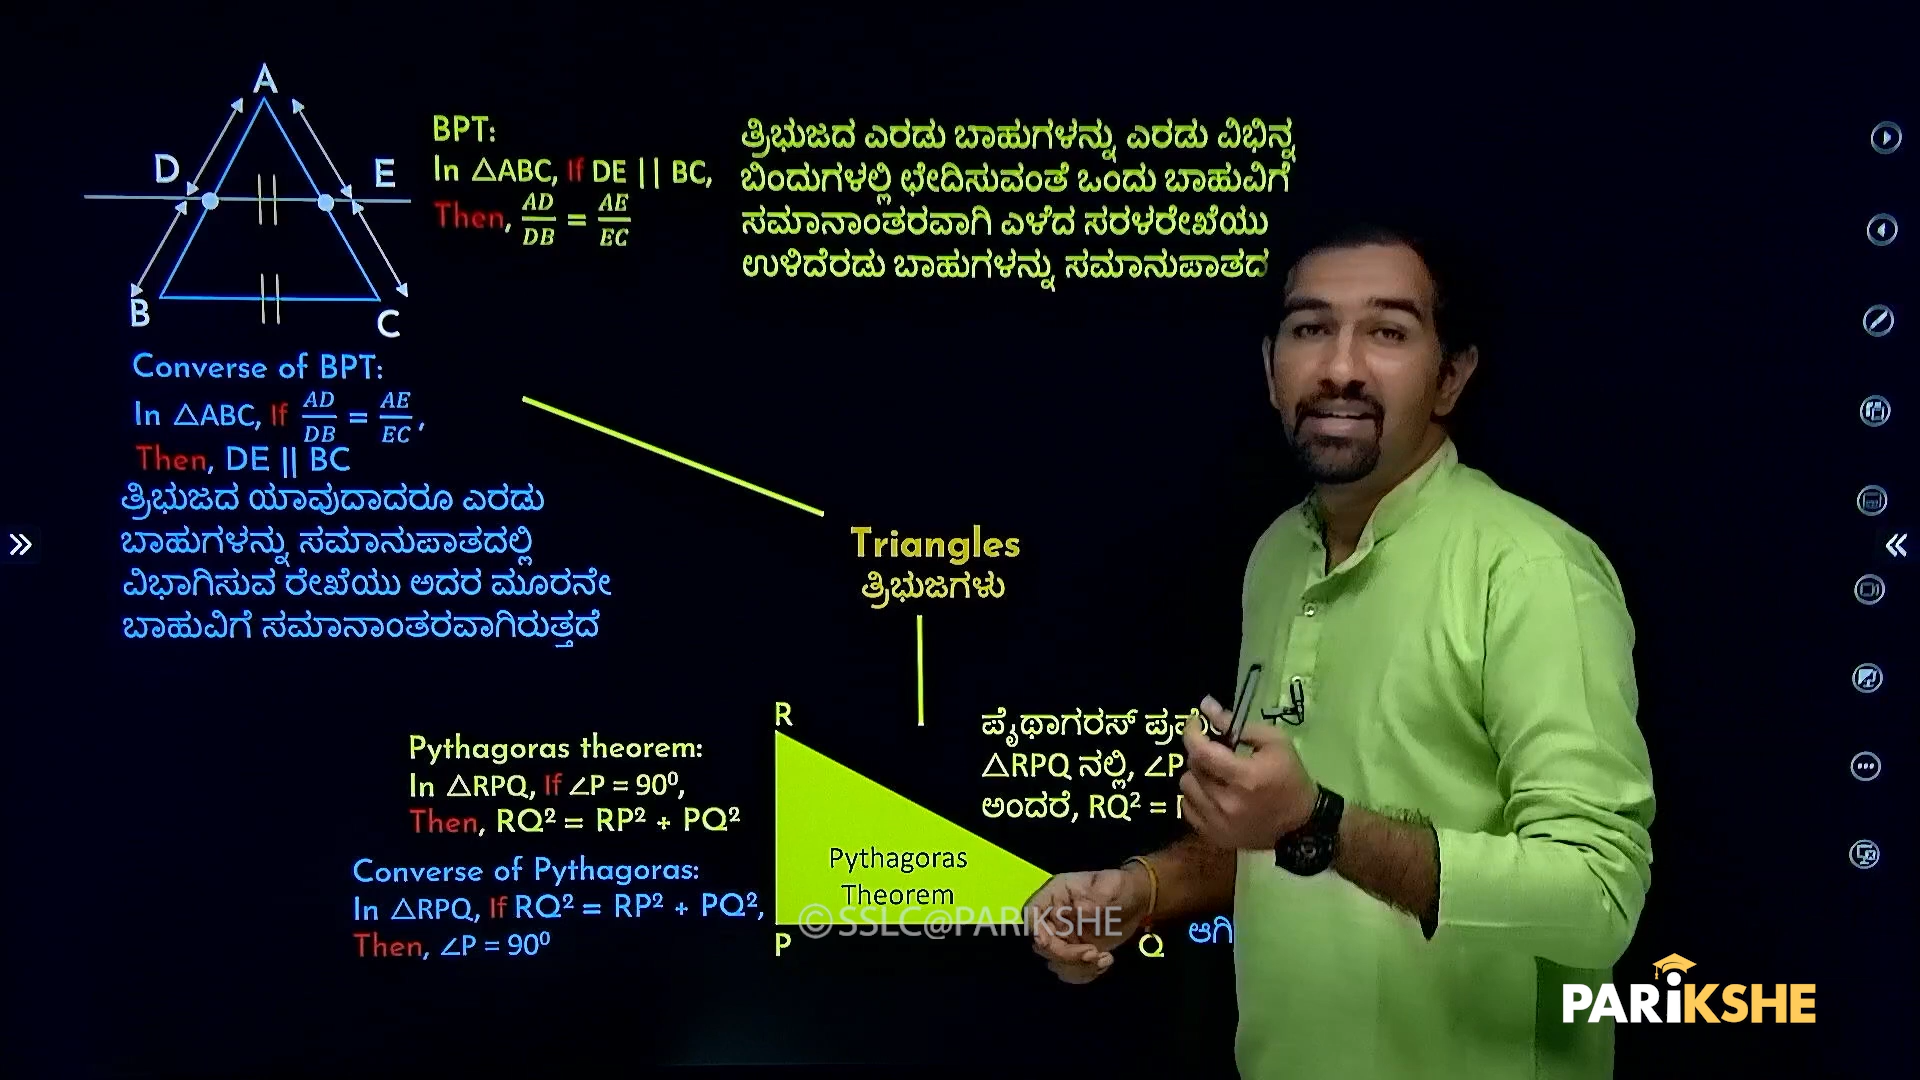 A
D
E
B
C
BPT:
In △ABC, If DE || BC,
Then, AD/DB = AE/EC
ತ್ರಿಭುಜದ ಎರಡು ಬಾಹುಗಳನ್ನು ಎರಡು ವಿಭಿನ್ನ
ಬಿಂದುಗಳಲ್ಲಿ ಛೇದಿಸುವಂತೆ ಒಂದು ಬಾಹುವಿಗೆ
ಸಮಾನಾಂತರವಾಗಿ ಎಳೆದ ಸರಳರೇಖೆಯು
ಉಳಿದೆರಡು ಬಾಹುಗಳನ್ನು ಸಮಾನುಪಾತದ
Converse of BPT:
In △ABC, If AD/DB = AE/EC,
Then, DE || BC
ತ್ರಿಭುಜದ ಯಾವುದಾದರೂ ಎರಡು
ಬಾಹುಗಳನ್ನು ಸಮಾನುಪಾತದಲ್ಲಿ
ವಿಭಾಗಿಸುವ ರೇಖೆಯು ಅದರ ಮೂರನೇ
ಬಾಹುವಿಗೆ ಸಮಾನಾಂತರವಾಗಿರುತ್ತದೆ
Triangles
ತ್ರಿಭುಜಗಳು
Pythagoras theorem:
In △RPQ, If ∠P = 90⁰,
Then, RQ² = RP² + PQ²
Converse of Pythagoras:
In △RPQ, If RQ² = RP² + PQ²,
Then, ∠P = 90⁰
R
Pythagoras
Theorem
P
Q
ಪೈಥಾಗರಸ್
△RPQ ನಲ್ಲಿ, ∠P
ಅಂದರೆ, RQ² =
©SSLC@PARIKSHE
PARiKSHE